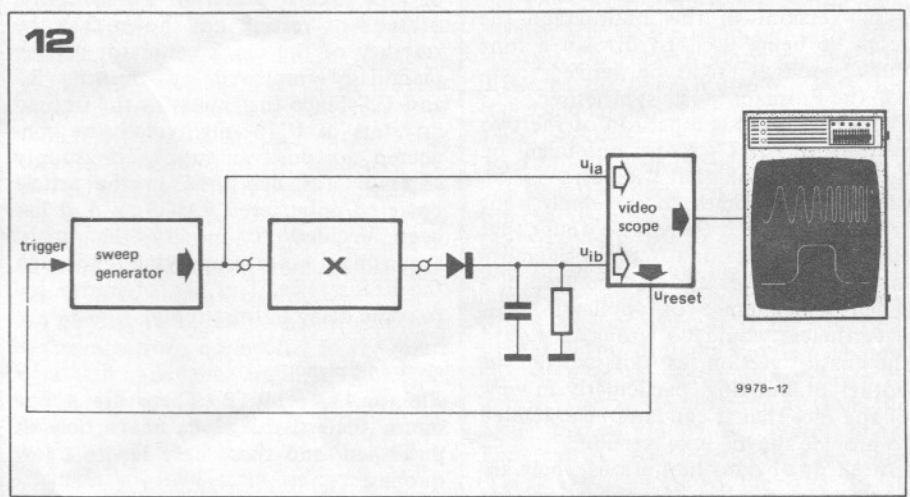 12
trigger
sweep
generator
X
u_ia
u_ib
video
scope
u_reset
9978-12